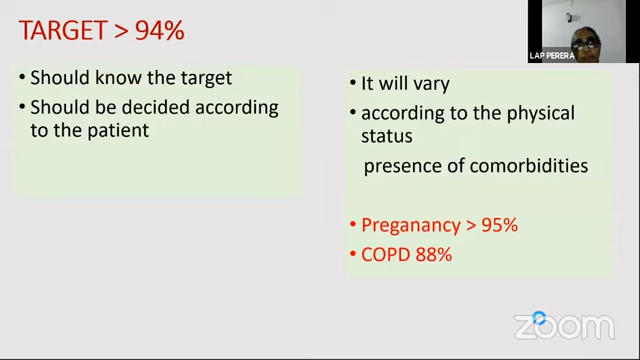 TARGET > 94%
LAP PERERA
• Should know the target
• Should be decided according
to the patient
• It will vary
• according to the physical
status
presence of comorbidities
• Preganancy > 95%
• COPD 88%
zoom